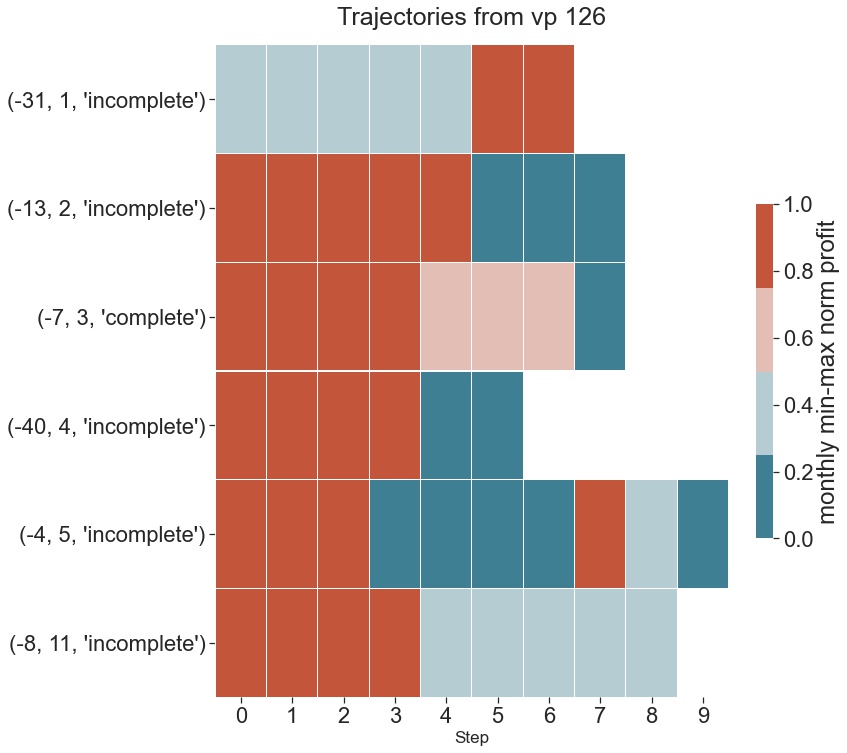 Trajectories from vp 126
(-31, 1, 'incomplete')
(-13, 2, 'incomplete')
(-7, 3, 'complete')
(-40, 4, 'incomplete')
(-4, 5, 'incomplete')
(-8, 11, 'incomplete')
0 1 2 3 4 5 6 7 8 9
Step
1.0
0.8
0.6
0.4
0.2
0.0
monthly min-max norm profit